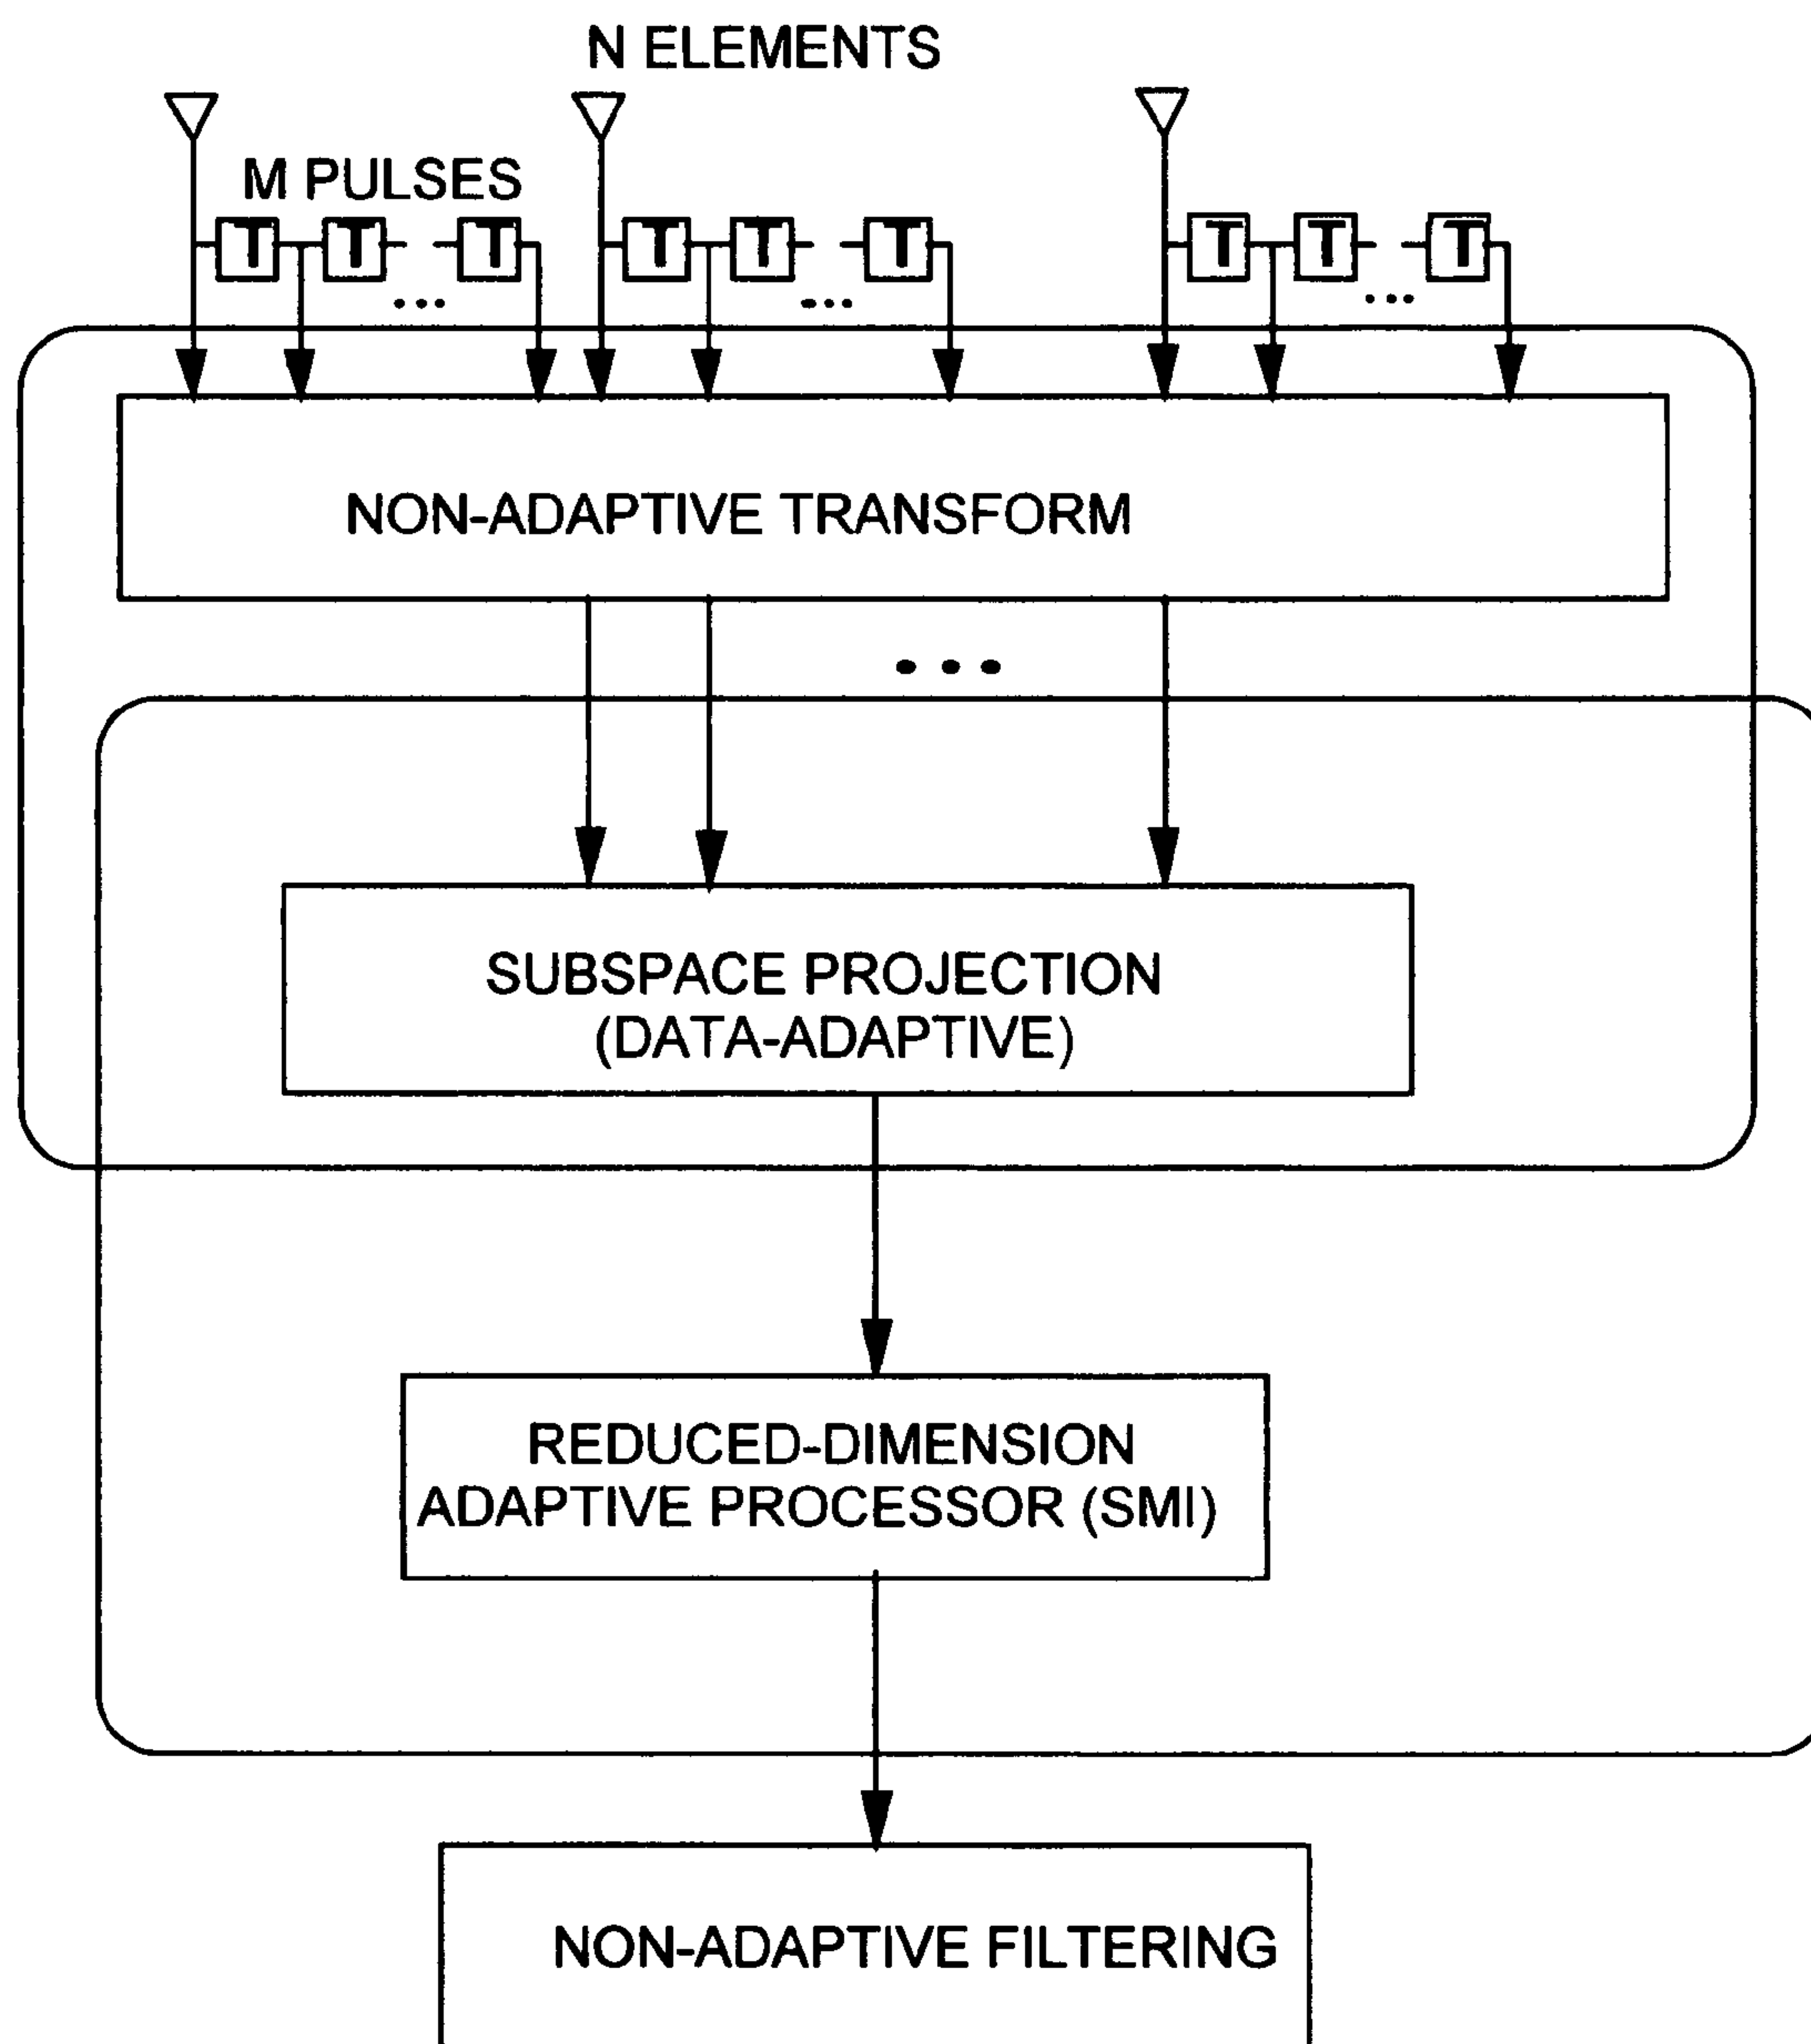 N ELEMENTS
M PULSES
T T T T T T T T T
NON-ADAPTIVE TRANSFORM
SUBSPACE PROJECTION
(DATA-ADAPTIVE)
REDUCED-DIMENSION
ADAPTIVE PROCESSOR (SMI)
NON-ADAPTIVE FILTERING